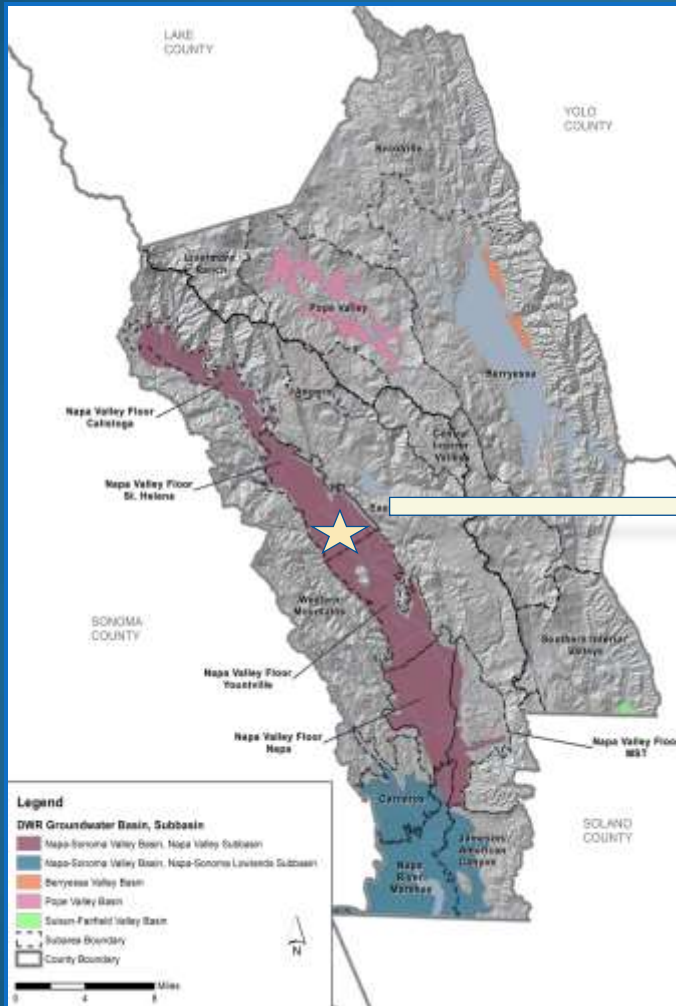 LAKE
COUNTY
YOLO
COUNTY
Knoxville
Livermore
Ranch
Pope Valley
Berryessa
Angwin
Napa Valley Floor
Calistoga
Central
Interior
Valleys
Napa Valley Floor
St. Helena
Western
Mountains
SONOMA
COUNTY
Southern Interior
Valleys
Napa Valley Floor
Yountville
Napa Valley Floor
Napa
Napa Valley Floor
MST
Carneros
SOLANO
COUNTY
Jameson/
American
Canyon
Napa
River
Marshes
Legend
DWR Groundwater Basin, Subbasin
Napa-Sonoma Valley Basin, Napa Valley Subbasin
Napa-Sonoma Valley Basin, Napa-Sonoma Lowlands Subbasin
Berryessa Valley Basin
Pope Valley Basin
Suisun-Fairfield Valley Basin
Subarea Boundary
County Boundary
N
Miles
0 4 8